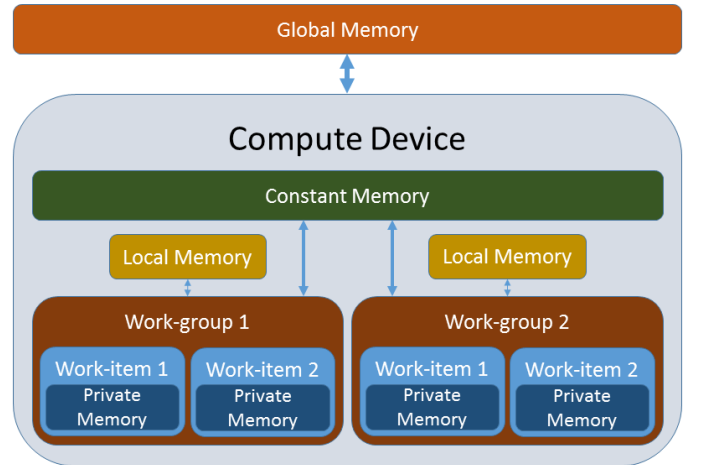 Global Memory
Compute Device
Constant Memory
Local Memory
Local Memory
Work-group 1
Work-group 2
Work-item 1
Private
Memory
Work-item 2
Private
Memory
Work-item 1
Private
Memory
Work-item 2
Private
Memory